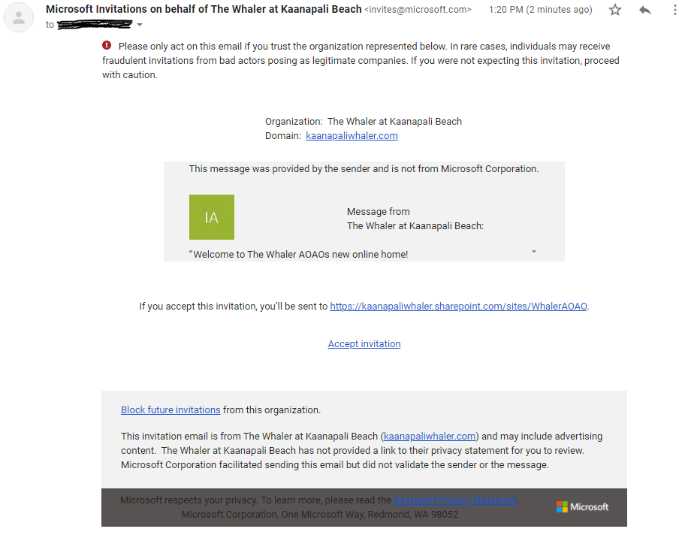 Microsoft Invitations on behalf of The Whaler at Kaanapali Beach <invites@microsoft.com> 1:20 PM (2 minutes ago)
to
Please only act on this email if you trust the organization represented below. In rare cases, individuals may receive
fraudulent invitations from bad actors posing as legitimate companies. If you were not expecting this invitation, proceed
with caution.
Organization: The Whaler at Kaanapali Beach
Domain: kaanapaliwhaler.com
This message was provided by the sender and is not from Microsoft Corporation.
IA
Message from
The Whaler at Kaanapali Beach:
"Welcome to The Whaler AOAOs new online home! "
If you accept this invitation, you'll be sent to https://kaanapaliwhaler.sharepoint.com/sites/WhalerAOAO.
Accept invitation
Block future invitations from this organization.
This invitation email is from The Whaler at Kaanapali Beach (kaanapaliwhaler.com) and may include advertising
content. The Whaler at Kaanapali Beach has not provided a link to their privacy statement for you to review.
Microsoft Corporation facilitated sending this email but did not validate the sender or the message.
Microsoft respects your privacy. To learn more, please read the Microsoft Privacy Statement.
Microsoft Corporation, One Microsoft Way, Redmond, WA 98052
Microsoft